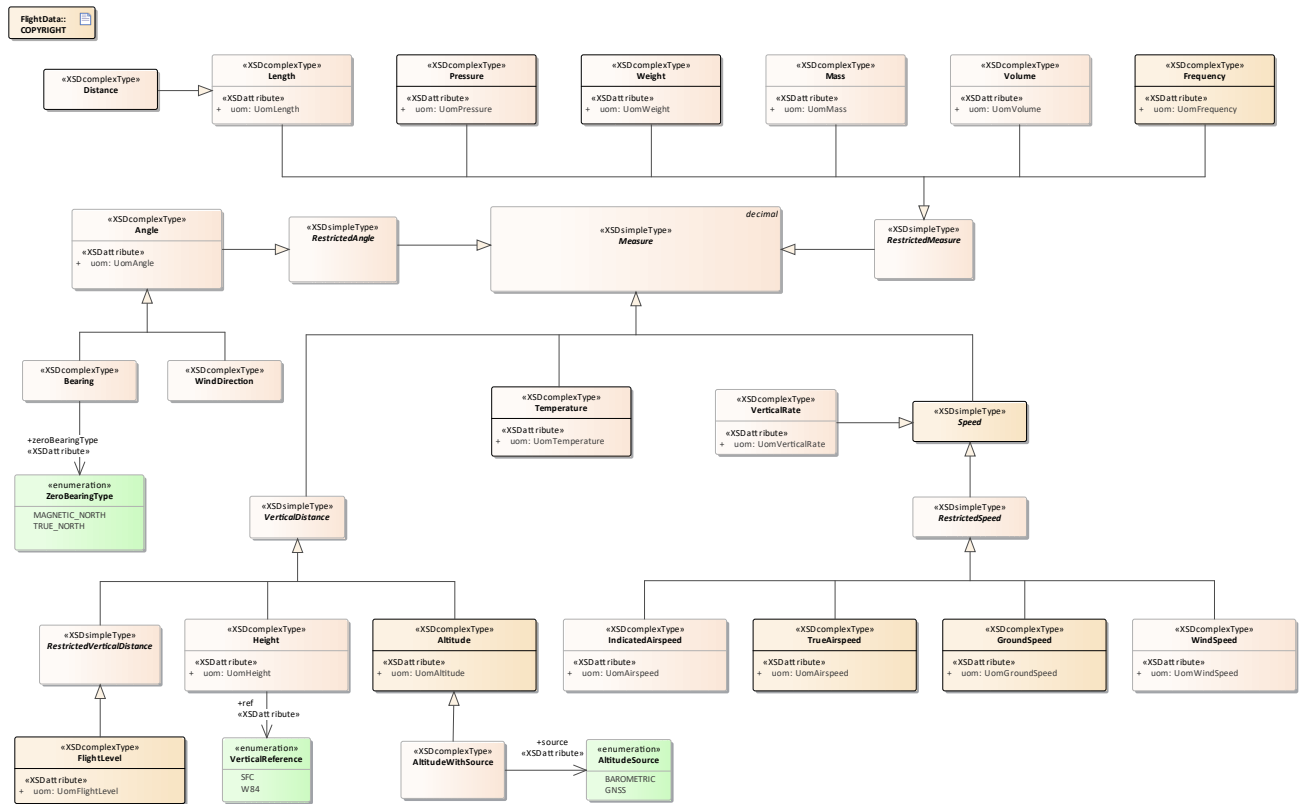 FlightData::
COPYRIGHT
«XSDcomplexType»
Distance
«XSDcomplexType»
Length
«XSDattribute»
+ uom: UomLength
«XSDcomplexType»
Pressure
«XSDattribute»
+ uom: UomPressure
«XSDcomplexType»
Weight
«XSDattribute»
+ uom: UomWeight
«XSDcomplexType»
Mass
«XSDattribute»
+ uom: UomMass
«XSDcomplexType»
Volume
«XSDattribute»
+ uom: UomVolume
«XSDcomplexType»
Frequency
«XSDattribute»
+ uom: UomFrequency
«XSDcomplexType»
Angle
«XSDattribute»
+ uom: UomAngle
«XSDsimpleType»
RestrictedAngle
decimal
«XSDsimpleType»
Measure
«XSDsimpleType»
RestrictedMeasure
«XSDcomplexType»
Bearing
«XSDcomplexType»
WindDirection
«XSDcomplexType»
Temperature
«XSDattribute»
+ uom: UomTemperature
«XSDcomplexType»
VerticalRate
«XSDattribute»
+ uom: UomVerticalRate
«XSDsimpleType»
Speed
+zeroBearingType
«XSDattribute»
«enumeration»
ZeroBearingType
MAGNETIC_NORTH
TRUE_NORTH
«XSDsimpleType»
VerticalDistance
«XSDsimpleType»
RestrictedSpeed
«XSDsimpleType»
RestrictedVerticalDistance
«XSDcomplexType»
Height
«XSDattribute»
+ uom: UomHeight
«XSDcomplexType»
Altitude
«XSDattribute»
+ uom: UomAltitude
«XSDcomplexType»
IndicatedAirspeed
«XSDattribute»
+ uom: UomAirspeed
«XSDcomplexType»
TrueAirspeed
«XSDattribute»
+ uom: UomAirspeed
«XSDcomplexType»
GroundSpeed
«XSDattribute»
+ uom: UomGroundSpeed
«XSDcomplexType»
WindSpeed
«XSDattribute»
+ uom: UomWindSpeed
+ref
«XSDattribute»
«XSDcomplexType»
FlightLevel
«XSDattribute»
+ uom: UomFlightLevel
«enumeration»
VerticalReference
SFC
W84
«XSDcomplexType»
AltitudeWithSource
+source
«XSDattribute»
«enumeration»
AltitudeSource
BAROMETRIC
GNSS